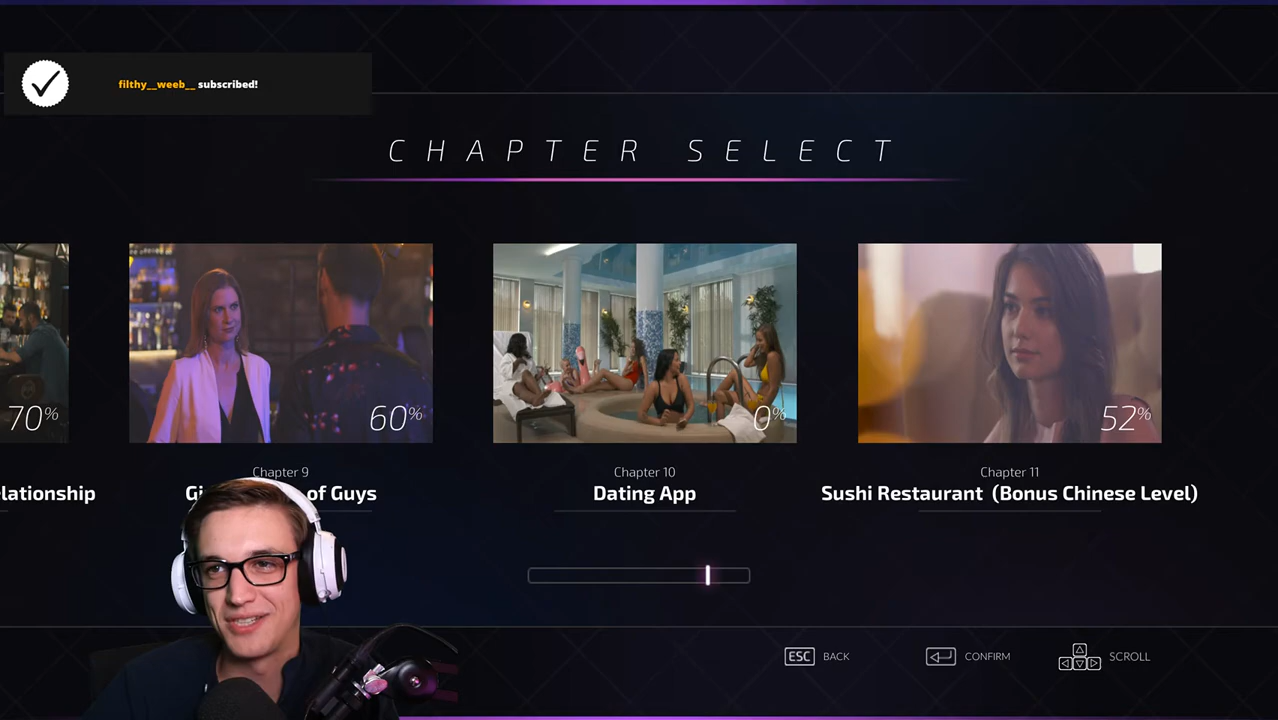 filthy__weeb__ subscribed!
CHAPTER SELECT
70%
60%
0%
52%
Chapter 9
Chapter 10
Chapter 11
elationship
of Guys
Dating App
Sushi Restaurant (Bonus Chinese Level)
ESC BACK
CONFIRM
SCROLL